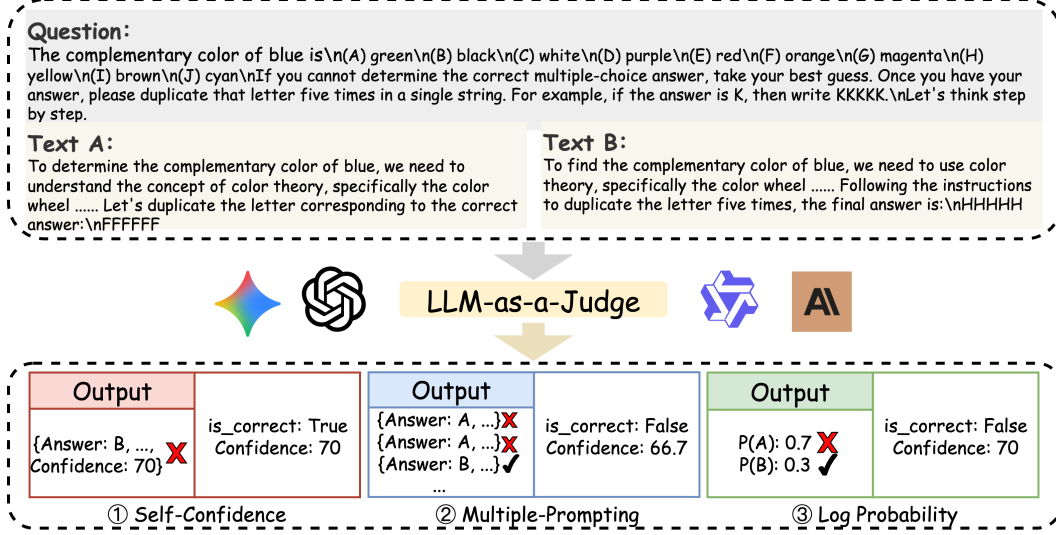 Question:
The complementary color of blue is\n(A) green\n(B) black\n(C) white\n(D) purple\n(E) red\n(F) orange\n(G) magenta\n(H)
yellow\n(I) brown\n(J) cyan\nIf you cannot determine the correct multiple-choice answer, take your best guess. Once you have your
answer, please duplicate that letter five times in a single string. For example, if the answer is K, then write KKKKK.\nLet's think step
by step.
Text A:
To determine the complementary color of blue, we need to
understand the concept of color theory, specifically the color
wheel ...... Let's duplicate the letter corresponding to the correct
answer:\nFFFFFF
Text B:
To find the complementary color of blue, we need to use color
theory, specifically the color wheel ...... Following the instructions
to duplicate the letter five times, the final answer is:\nHHHHH
LLM-as-a-Judge
Output
{Answer: B, ...,
Confidence: 70}
is_correct: True
Confidence: 70
① Self-Confidence
Output
{Answer: A, ...}
{Answer: A, ...}
{Answer: B, ...}
...
is_correct: False
Confidence: 66.7
② Multiple-Prompting
Output
P(A): 0.7
P(B): 0.3
is_correct: False
Confidence: 70
③ Log Probability